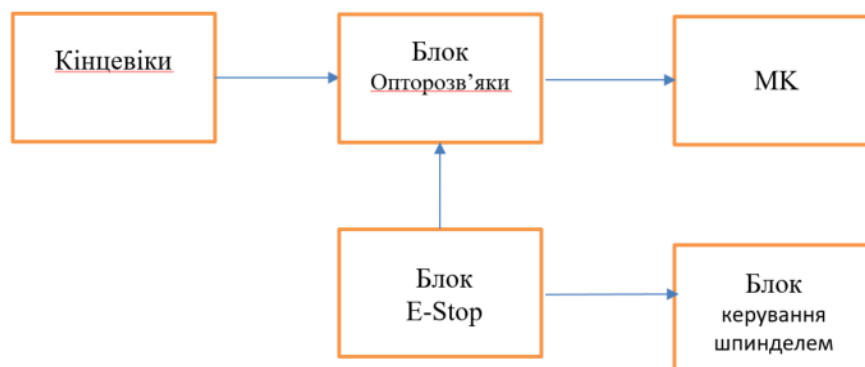 Кінцевіки
Блок
Опторозв’яки
МК
Блок
E-Stop
Блок
керування
шпинделем